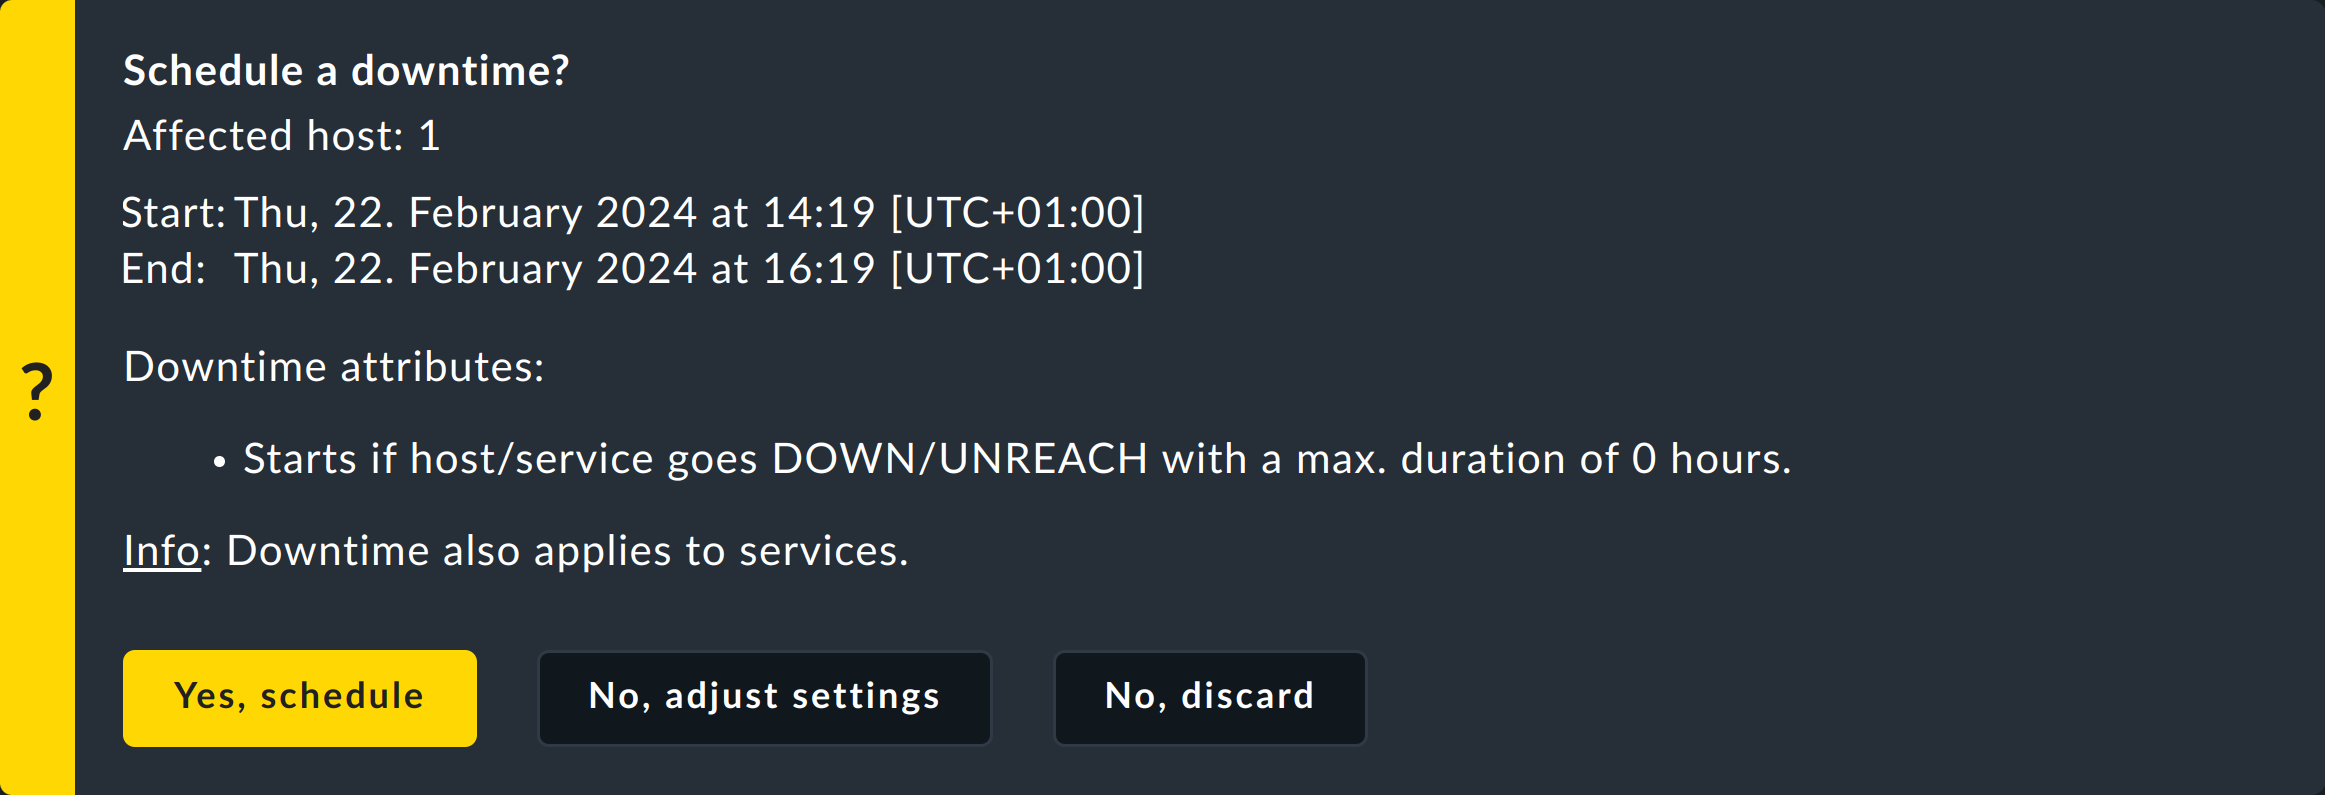 Schedule a downtime?
Affected host: 1
Start: Thu, 22. February 2024 at 14:19 [UTC+01:00]
End: Thu, 22. February 2024 at 16:19 [UTC+01:00]
Downtime attributes:
?
• Starts if host/service goes DOWN/UNREACH with a max. duration of 0 hours.
Info: Downtime also applies to services.
Yes, schedule No, adjust settings No, discard